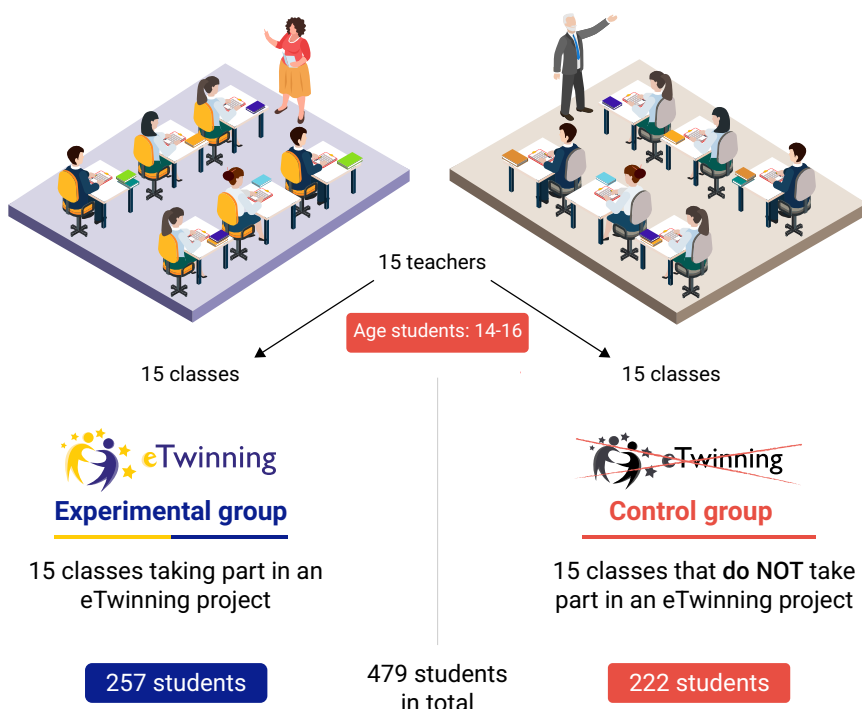 15 teachers
Age students: 14-16
15 classes
15 classes
eTwinning
eTwinning
Experimental group
Control group
15 classes taking part in an
eTwinning project
15 classes that do NOT take
part in an eTwinning project
257 students
479 students
in total
222 students